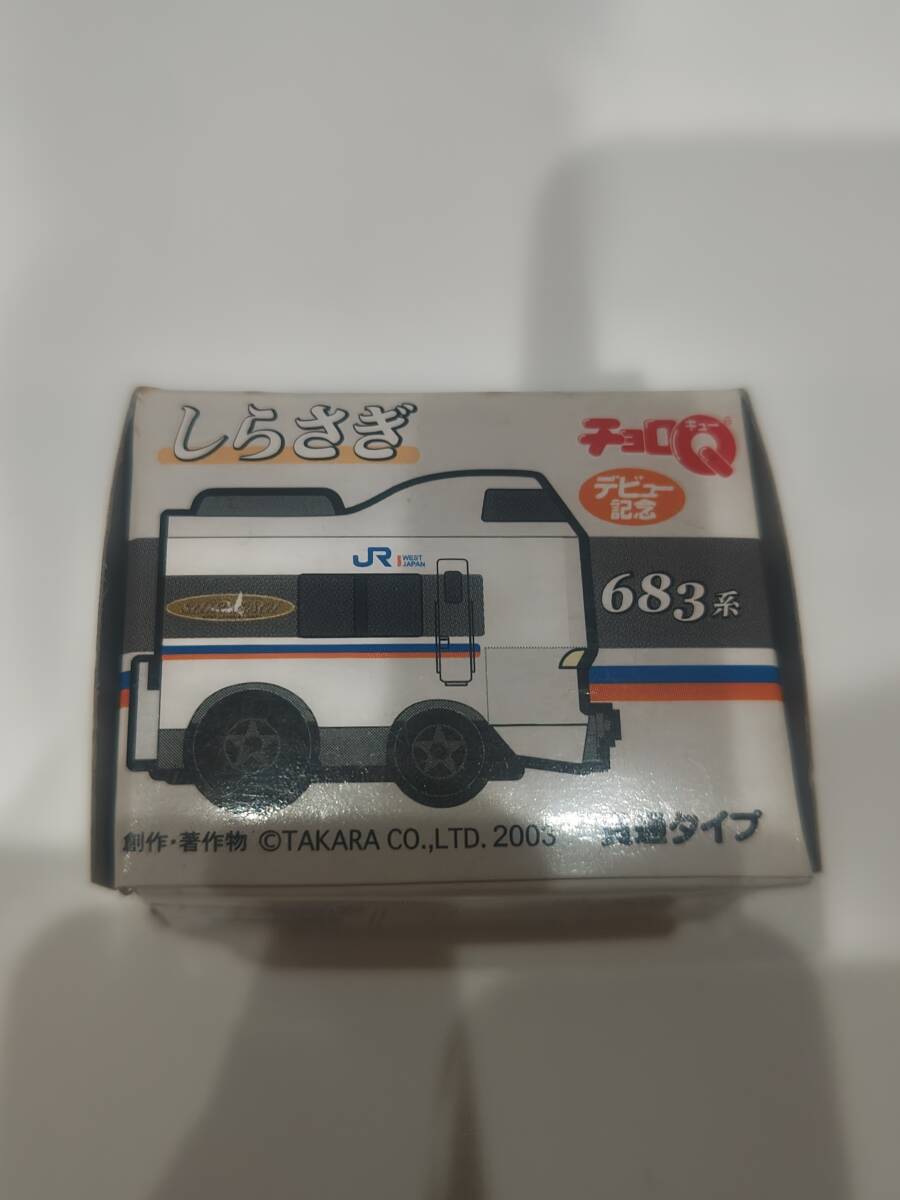 しらさぎ
チョロQ
キュー
デビュー
記念
JR WEST
JAPAN
683系
創作・著作物 ©TAKARA CO.,LTD. 2003
貫通タイプ